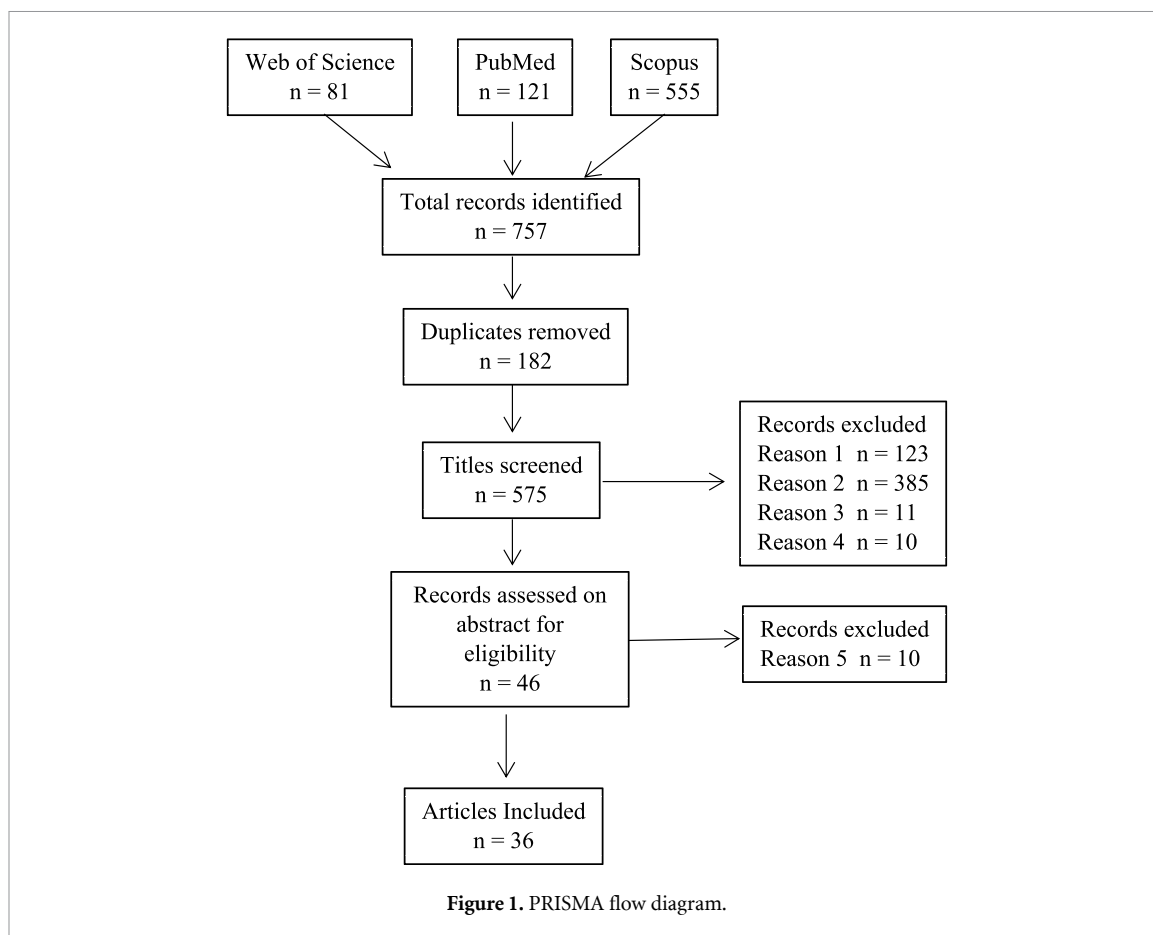 Web of Science
n = 81
PubMed
n = 121
Scopus
n = 555
Total records identified
n = 757
Duplicates removed
n = 182
Titles screened
n = 575
Records excluded
Reason 1 n = 123
Reason 2 n = 385
Reason 3 n = 11
Reason 4 n = 10
Records assessed on
abstract for
eligibility
n = 46
Records excluded
Reason 5 n = 10
Articles Included
n = 36
Figure 1. PRISMA flow diagram.